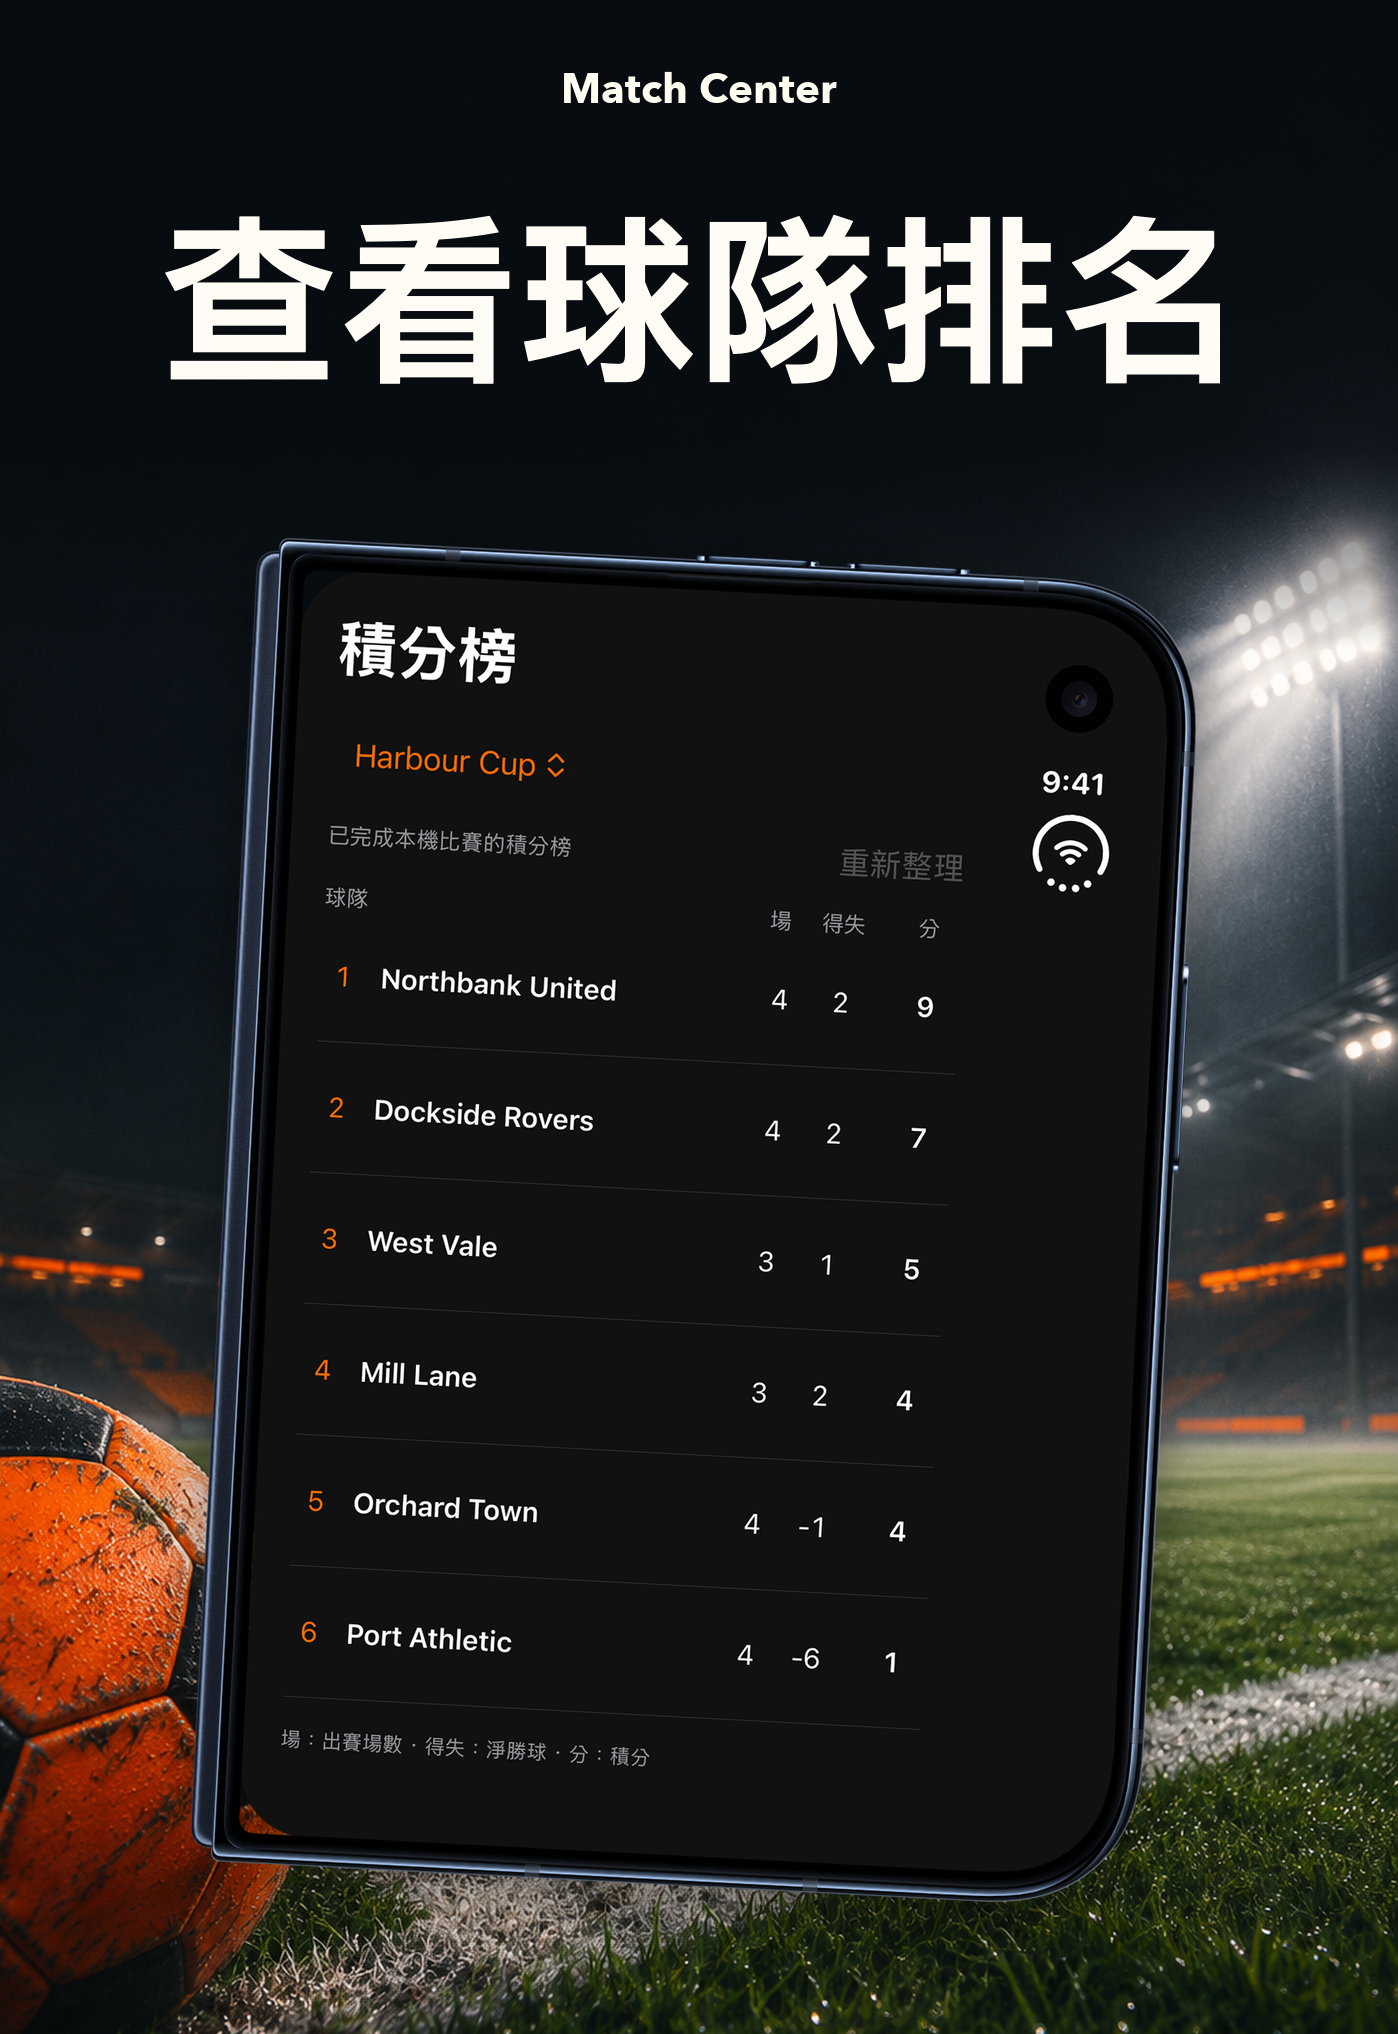 Match Center
查看球隊排名
積分榜
Harbour Cup
9:41
已完成本機比賽的積分榜
重新整理
球隊 場 得失 分
1 Northbank United 4 2 9
2 Dockside Rovers 4 2 7
3 West Vale 3 1 5
4 Mill Lane 3 2 4
5 Orchard Town 4 -1 4
6 Port Athletic 4 -6 1
場：出賽場數 · 得失：淨勝球 · 分：積分